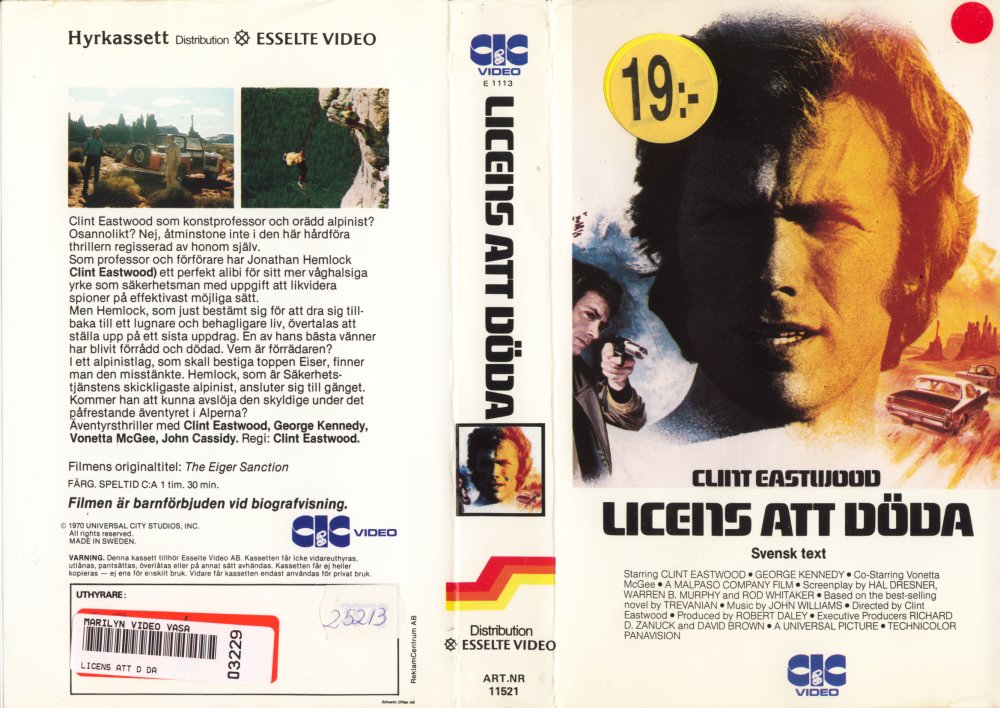 Hyrkassett Distribution ESSELTE VIDEO
Clint Eastwood som konstprofessor och orädd alpinist?
Osannolikt? Nej, åtminstone inte i den här hårdföra
thrillern regisserad av honom själv.
Som professor och förförare har Jonathan Hemlock
Clint Eastwood) ett perfekt alibi för sitt mer våghalsiga
yrke som säkerhetsman med uppgift att likvidera
spioner på effektivast möjliga sätt.
Men Hemlock, som just bestämt sig för att dra sig till-
baka till ett lugnare och behagligare liv, övertalas att
ställa upp på ett sista uppdrag. En av hans bästa vänner
har blivit förrådd och dödad. Vem är förrädaren?
I ett alpinistlag, som skall bestiga toppen Eiser, finner
man den misstänkte. Hemlock, som är Säkerhets-
tjänstens skickligaste alpinist, ansluter sig till gänget.
Kommer han att kunna avslöja den skyldige under det
påfrestande äventyret i Alperna?
Äventyrsthriller med Clint Eastwood, George Kennedy,
Vonetta McGee, John Cassidy. Regi: Clint Eastwood.
Filmens originaltitel: The Eiger Sanction
FÄRG. SPELTID C:A 1 tim. 30 min.
Filmen är barnförbjuden vid biografvisning.
© 1970 UNIVERSAL CITY STUDIOS, INC.
All rights reserved.
MADE IN SWEDEN.
CIC VIDEO
VARNING. Denna kassett tillhör Esselte Video AB. Kassetten får icke vidareuthyras,
utlånas, pantsättas, överlåtas eller på annat sätt avhändas. Kassetten får ej heller
kopieras — ej ens för enskilt bruk. Vidare får kassetten endast användas för privat bruk.
UTHYRARE:
MARILYN VIDEO VASA
03229
LICENS ATT D DA
25213
ReklamCentrum AB
Schweitz Offset AB
CIC
VIDEO
E 1113
LICENS ATT DÖDA
Distribution
ESSELTE VIDEO
ART.NR
11521
19:-
CLINT EASTWOOD
LICENS ATT DÖDA
Svensk text
Starring CLINT EASTWOOD • GEORGE KENNEDY • Co-Starring Vonetta
McGee • A MALPASO COMPANY FILM • Screenplay by HAL DRESNER,
WARREN B. MURPHY and ROD WHITAKER • Based on the best-selling
novel by TREVANIAN • Music by JOHN WILLIAMS • Directed by Clint
Eastwood • Produced by ROBERT DALEY • Executive Producers RICHARD
D. ZANUCK and DAVID BROWN • A UNIVERSAL PICTURE • TECHNICOLOR
PANAVISION
CIC
VIDEO